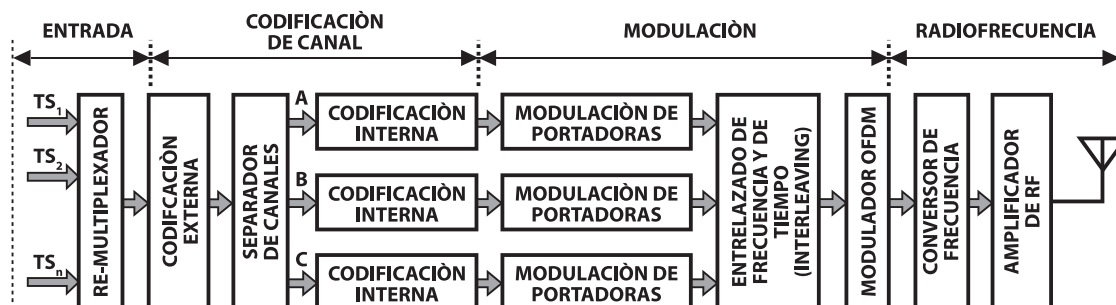 ENTRADA
CODIFICACIÒN
DE CANAL
MODULACIÒN
RADIOFRECUENCIA
TS1
TS2
TSn
RE-MULTIPLEXADOR
CODIFCACIÒN
EXTERNA
SEPARADOR
DE CANALES
A
CODIFICACIÒN
INTERNA
MODULACIÒN DE
PORTADORAS
B
CODIFICACIÒN
INTERNA
MODULACIÒN DE
PORTADORAS
C
CODIFICACIÒN
INTERNA
MODULACIÒN DE
PORTADORAS
ENTRELAZADO DE
FRECUENCIA Y DE
TIEMPO
(INTERLEAVING)
MODULADOR OFDM
CONVERSOR DE
FRECUENCIA
AMPLIFICADOR
DE RF